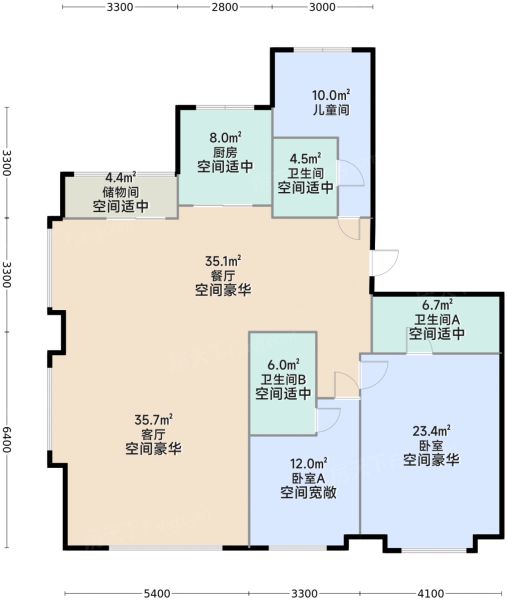 3300 2800 3000
10.0㎡
儿童间
8.0㎡
厨房
空间适中
4.5㎡
卫生间
空间适中
4.4㎡
储物间
空间适中
3300
3300
6400
35.1㎡
餐厅
空间豪华
6.7㎡
卫生间A
空间适中
6.0㎡
卫生间B
空间适中
35.7㎡
客厅
空间豪华
23.4㎡
卧室
空间豪华
12.0㎡
卧室A
空间宽敞
5400 3300 4100